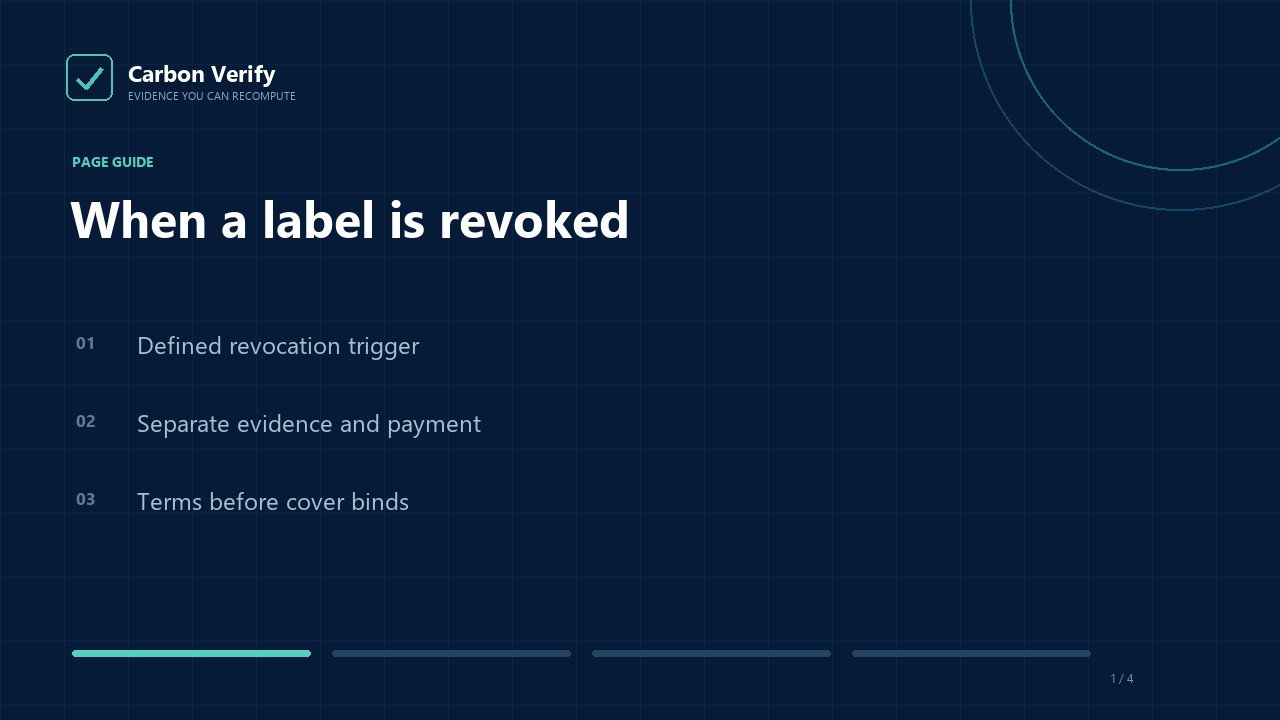 Carbon Verify
EVIDENCE YOU CAN RECOMPUTE
PAGE GUIDE
When a label is revoked
01 Defined revocation trigger
02 Separate evidence and payment
03 Terms before cover binds
1 / 4